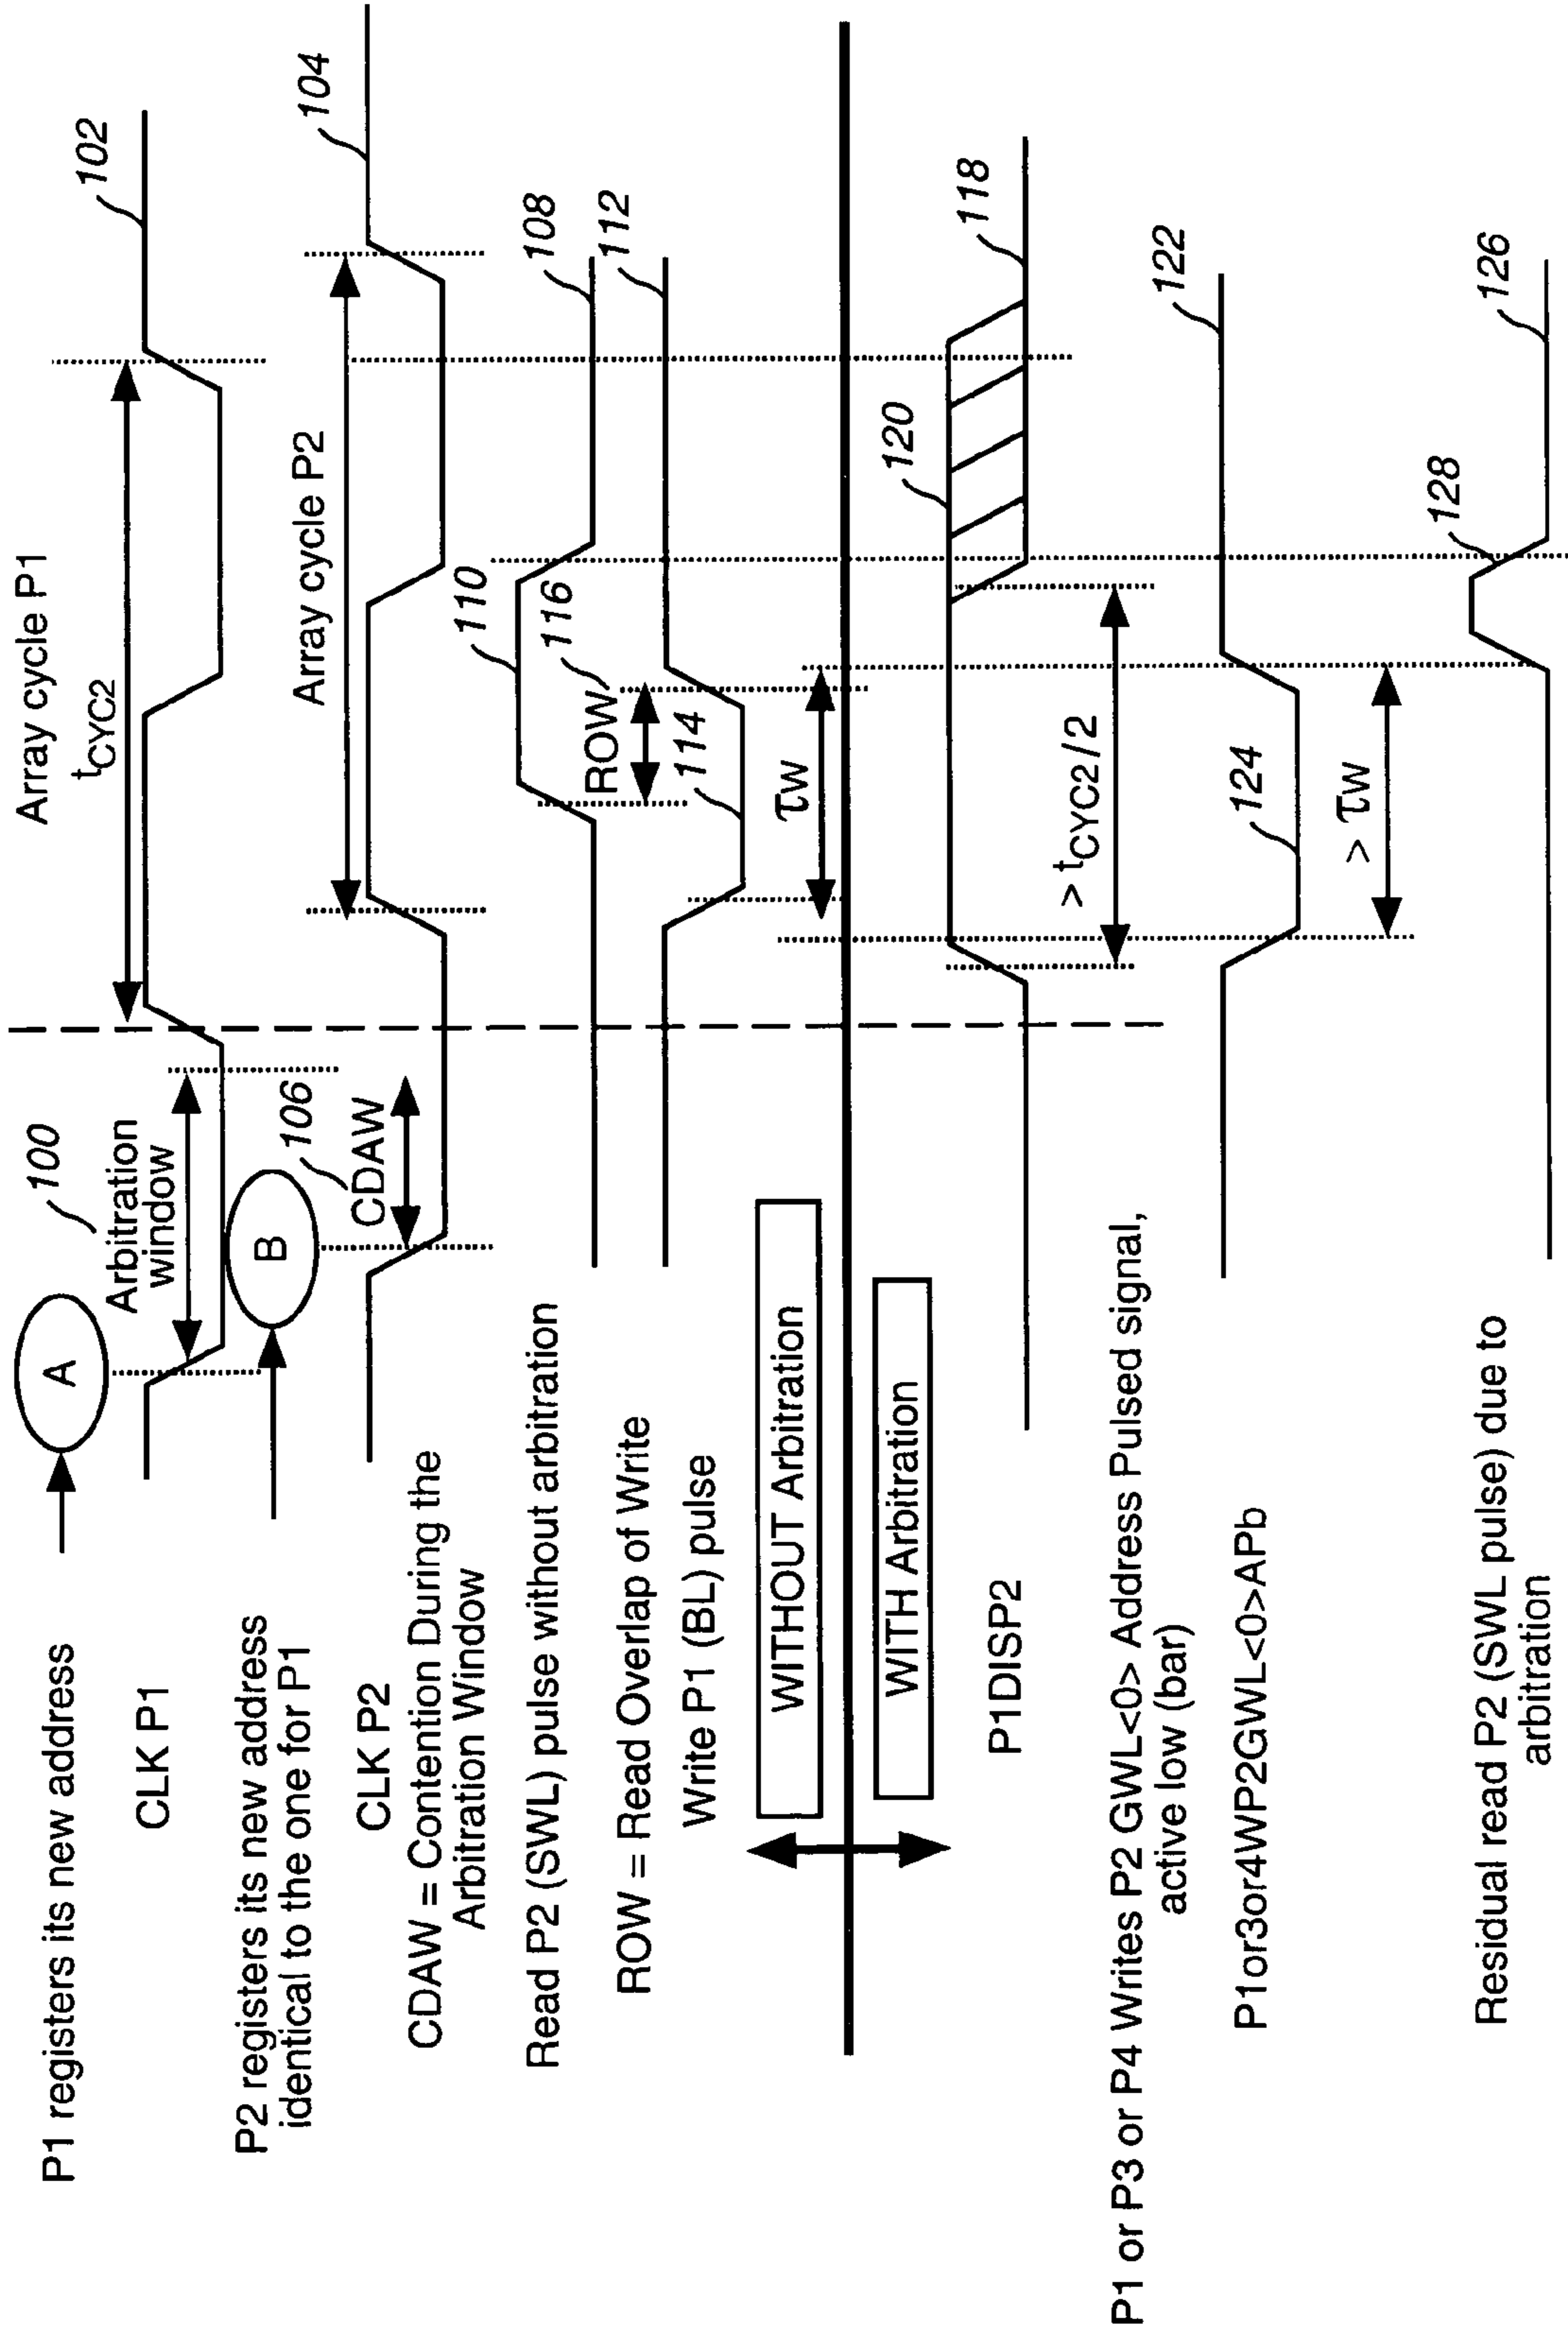 Array cycle P1
tCYC2
102
100
Arbitration
window
A
P1 registers its new address
CLK P1
Array cycle P2
104
106
CDAW
B
P2 registers its new address
identical to the one for P1
CLK P2
CDAW = Contention During the
Arbitration Window
108
110
Read P2 (SWL) pulse without arbitration
112
116
ROW
114
ROW = Read Overlap of Write
Write P1 (BL) pulse
τW
WITHOUT Arbitration
WITH Arbitration
118
120
P1DISP2
> tCYC2/2
P1 or P3 or P4 Writes P2 GWL<0> Address Pulsed signal,
active low (bar)
122
124
P1or3or4WP2GWL<0>APb
> τW
126
128
Residual read P2 (SWL pulse) due to
arbitration